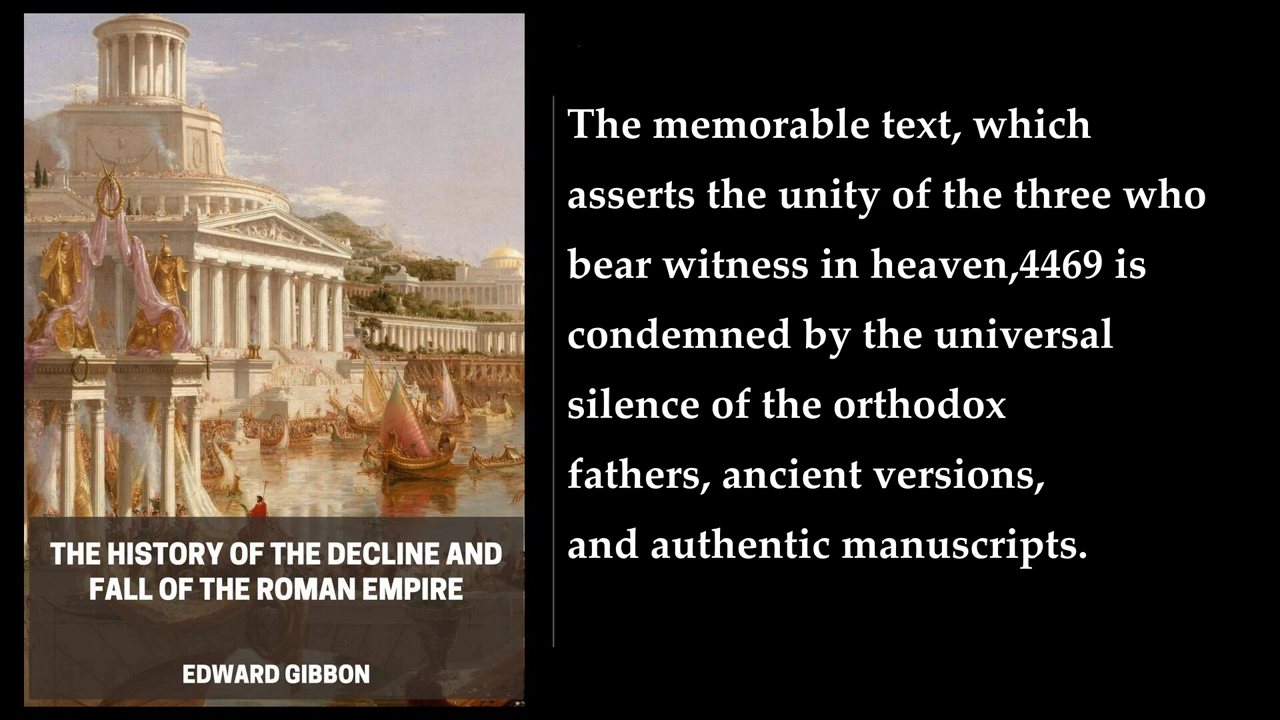 THE HISTORY OF THE DECLINE AND
FALL OF THE ROMAN EMPIRE
EDWARD GIBBON
The memorable text, which
asserts the unity of the three who
bear witness in heaven,4469 is
condemned by the universal
silence of the orthodox
fathers, ancient versions,
and authentic manuscripts.